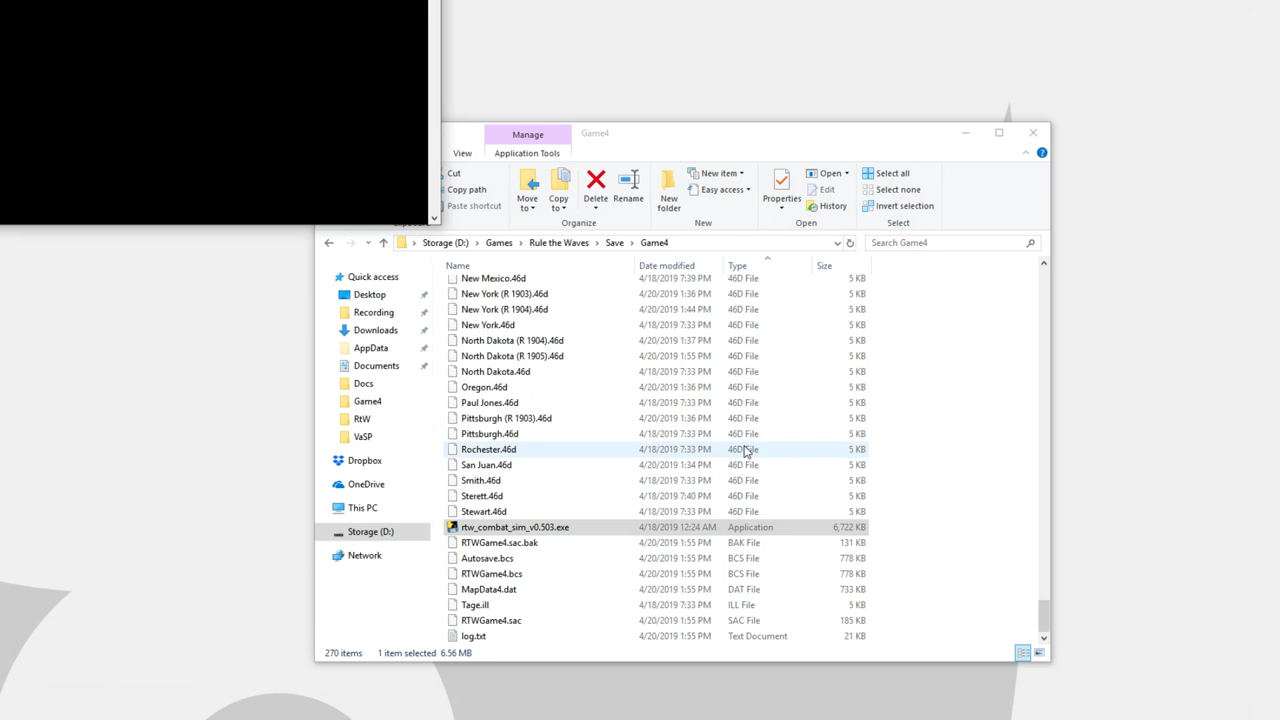 Manage
Game4
View
Application Tools
Cut
Copy path
Paste shortcut
Move to
Copy to
Delete
Rename
New folder
New item
Easy access
Properties
Open
Edit
History
Select all
Select none
Invert selection
Organize
New
Open
Select
Storage (D:) > Games > Rule the Waves > Save > Game4
Search Game4
Name Date modified Type Size
Quick access
Desktop
Recording
Downloads
AppData
Documents
Docs
Game4
RtW
VaSP
Dropbox
OneDrive
This PC
Storage (D:)
Network
New Mexico.46d 4/18/2019 7:39 PM 46D File 5 KB
New York (R 1903).46d 4/20/2019 1:36 PM 46D File 5 KB
New York (R 1904).46d 4/20/2019 1:44 PM 46D File 5 KB
New York.46d 4/18/2019 7:33 PM 46D File 5 KB
North Dakota (R 1904).46d 4/20/2019 1:37 PM 46D File 5 KB
North Dakota (R 1905).46d 4/20/2019 1:55 PM 46D File 5 KB
North Dakota.46d 4/18/2019 7:33 PM 46D File 5 KB
Oregon.46d 4/20/2019 1:36 PM 46D File 5 KB
Paul Jones.46d 4/18/2019 7:33 PM 46D File 5 KB
Pittsburgh (R 1903).46d 4/20/2019 1:36 PM 46D File 5 KB
Pittsburgh.46d 4/18/2019 7:33 PM 46D File 5 KB
Rochester.46d 4/18/2019 7:33 PM 46D File 5 KB
San Juan.46d 4/20/2019 1:34 PM 46D File 5 KB
Smith.46d 4/18/2019 7:33 PM 46D File 5 KB
Sterett.46d 4/18/2019 7:40 PM 46D File 5 KB
Stewart.46d 4/18/2019 7:33 PM 46D File 5 KB
rtw_combat_sim_v0.503.exe 4/18/2019 12:24 AM Application 6,722 KB
RTWGame4.sac.bak 4/20/2019 1:55 PM BAK File 131 KB
Autosave.bcs 4/20/2019 1:55 PM BCS File 778 KB
RTWGame4.bcs 4/20/2019 1:55 PM BCS File 778 KB
MapData4.dat 4/20/2019 1:55 PM DAT File 733 KB
Tage.ill 4/18/2019 7:33 PM ILL File 5 KB
RTWGame4.sac 4/20/2019 1:55 PM SAC File 185 KB
log.txt 4/20/2019 1:55 PM Text Document 21 KB
270 items 1 item selected 6.56 MB